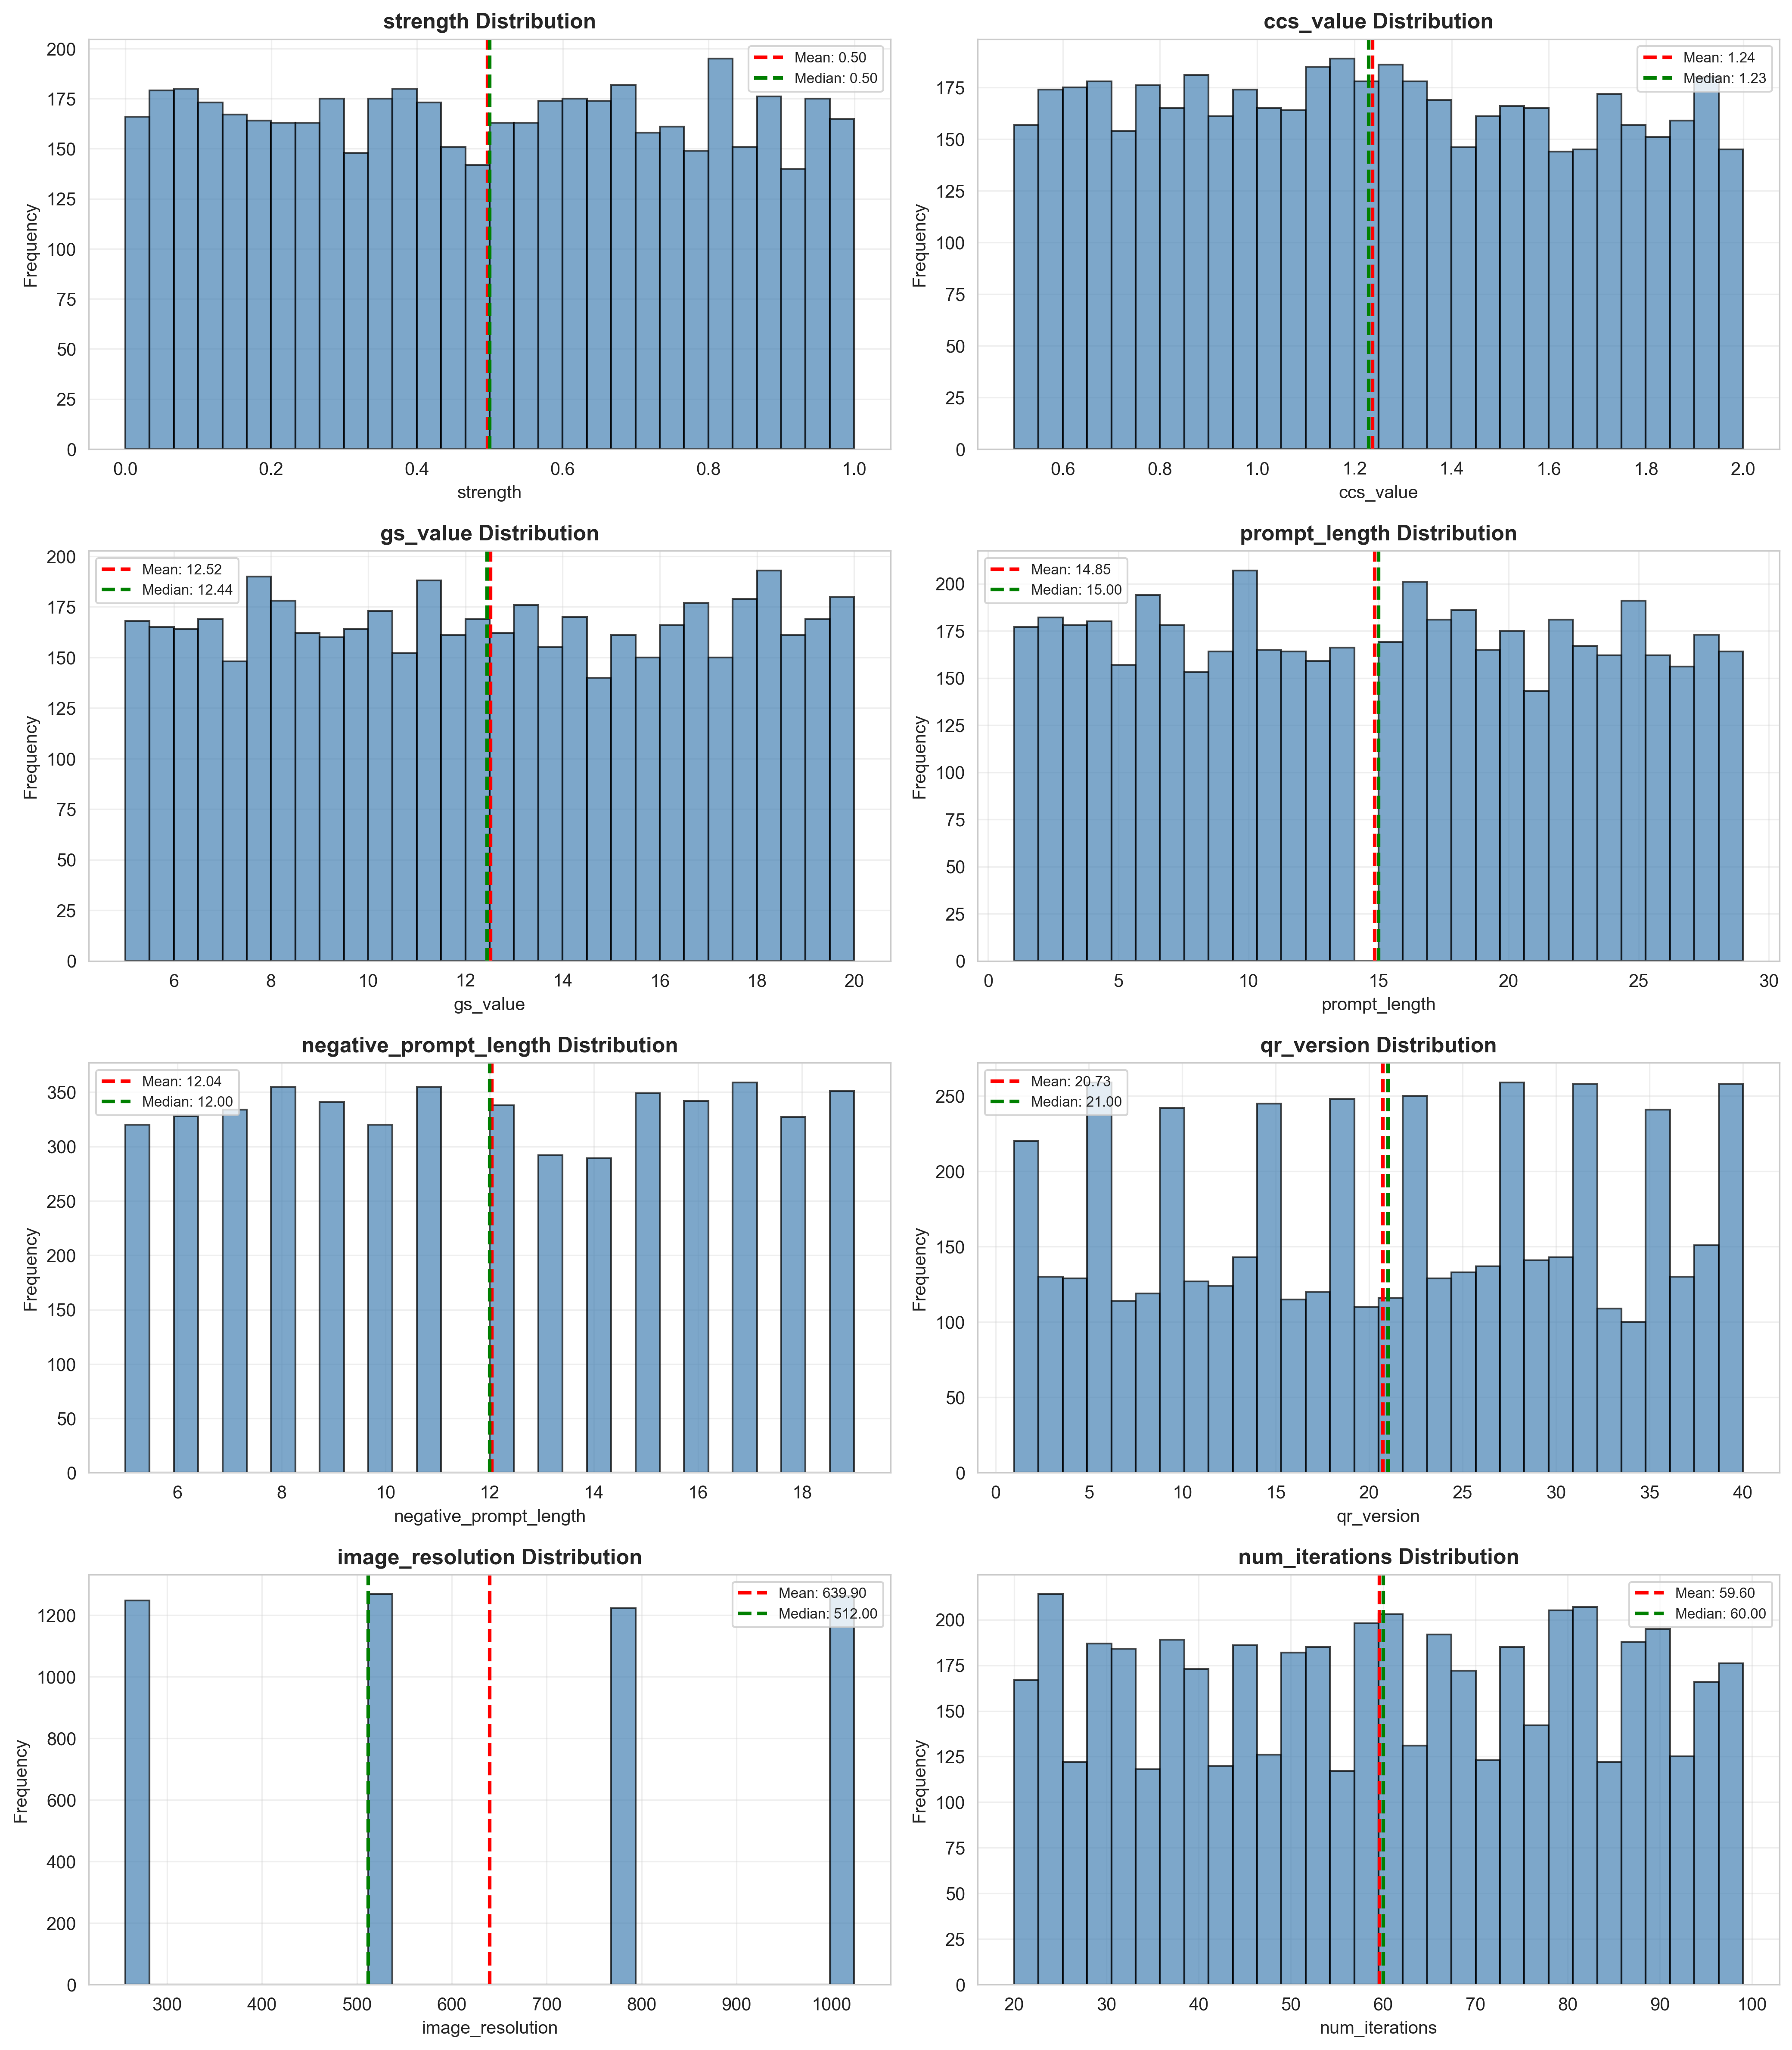 strength Distribution
200
175
150
125
100
75
50
25
0
Frequency
0.0 0.2 0.4 0.6 0.8 1.0
strength
Mean: 0.50
Median: 0.50
ccs_value Distribution
175
150
125
100
75
50
25
0
Frequency
0.6 0.8 1.0 1.2 1.4 1.6 1.8 2.0
ccs_value
Mean: 1.24
Median: 1.23
gs_value Distribution
200
175
150
125
100
75
50
25
0
Frequency
6 8 10 12 14 16 18 20
gs_value
Mean: 12.52
Median: 12.44
prompt_length Distribution
200
175
150
125
100
75
50
25
0
Frequency
0 5 10 15 20 25 30
prompt_length
Mean: 14.85
Median: 15.00
negative_prompt_length Distribution
350
300
250
200
150
100
50
0
Frequency
6 8 10 12 14 16 18
negative_prompt_length
Mean: 12.04
Median: 12.00
qr_version Distribution
250
200
150
100
50
0
Frequency
0 5 10 15 20 25 30 35 40
qr_version
Mean: 20.73
Median: 21.00
image_resolution Distribution
1200
1000
800
600
400
200
0
Frequency
300 400 500 600 700 800 900 1000
image_resolution
Mean: 639.90
Median: 512.00
num_iterations Distribution
200
175
150
125
100
75
50
25
0
Frequency
20 30 40 50 60 70 80 90 100
num_iterations
Mean: 59.60
Median: 60.00